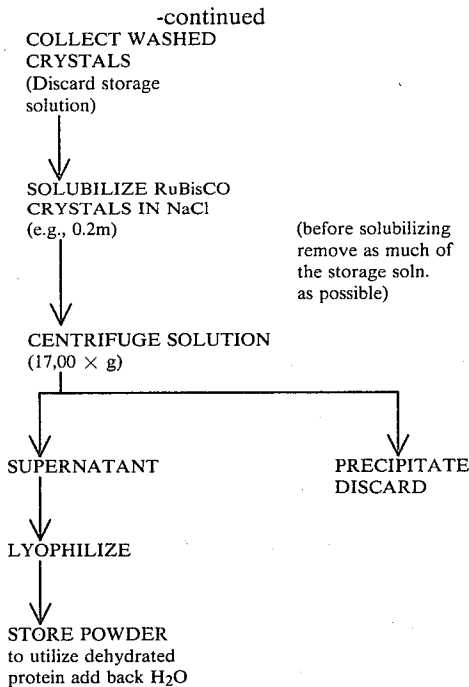 -continued
COLLECT WASHED
CRYSTALS
(Discard storage
solution)
SOLUBILIZE RuBisCO
CRYSTALS IN NaCl
(e.g., 0.2m)
(before solubilizing
remove as much of
the storage soln.
as possible)
CENTRIFUGE SOLUTION
(17,00 × g)
SUPERNATANT
PRECIPITATE
DISCARD
LYOPHILIZE
STORE POWDER
to utilize dehydrated
protein add back H₂O